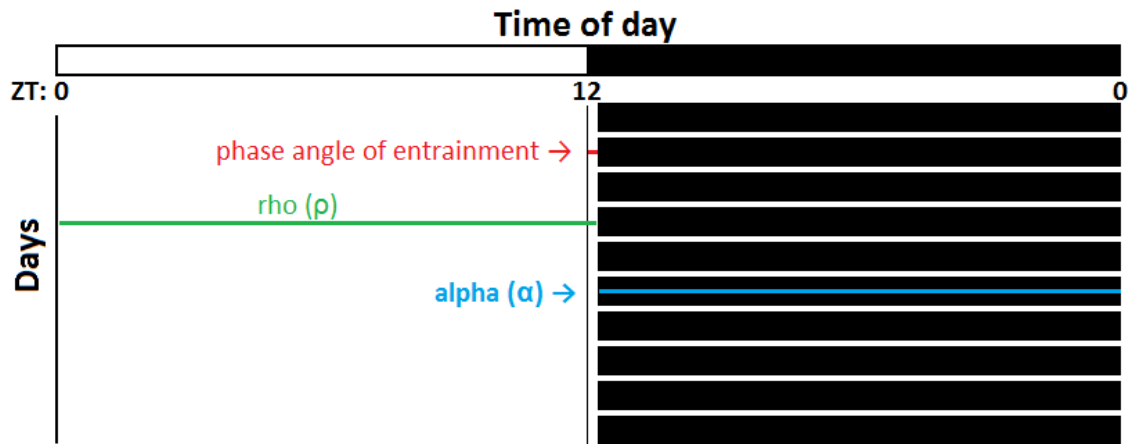 Time of day
ZT: 0 12 0
phase angle of entrainment →
rho (ρ)
Days
alpha (α) →